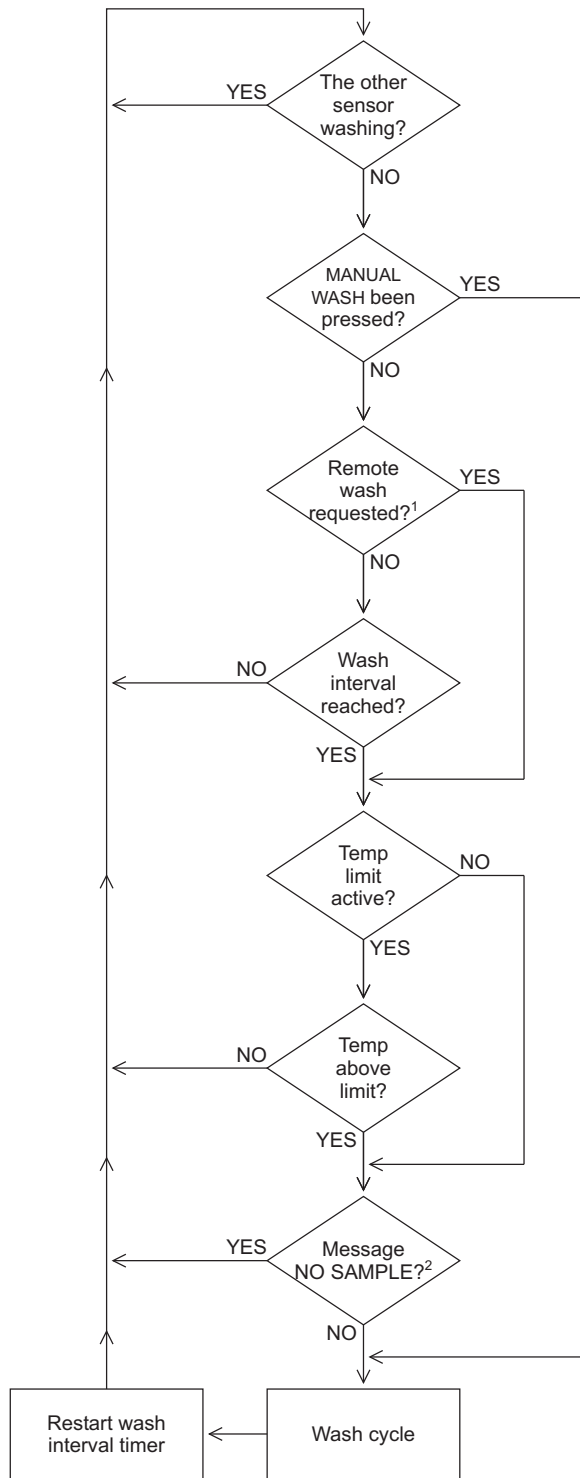 The other
sensor
washing?
YES
NO
MANUAL
WASH been
pressed?
YES
NO
Remote
wash
requested?1
YES
NO
Wash
interval
reached?
NO
YES
Temp
limit
active?
NO
YES
Temp
above
limit?
NO
YES
Message
NO SAMPLE?2
YES
NO
Restart wash
interval timer
Wash cycle